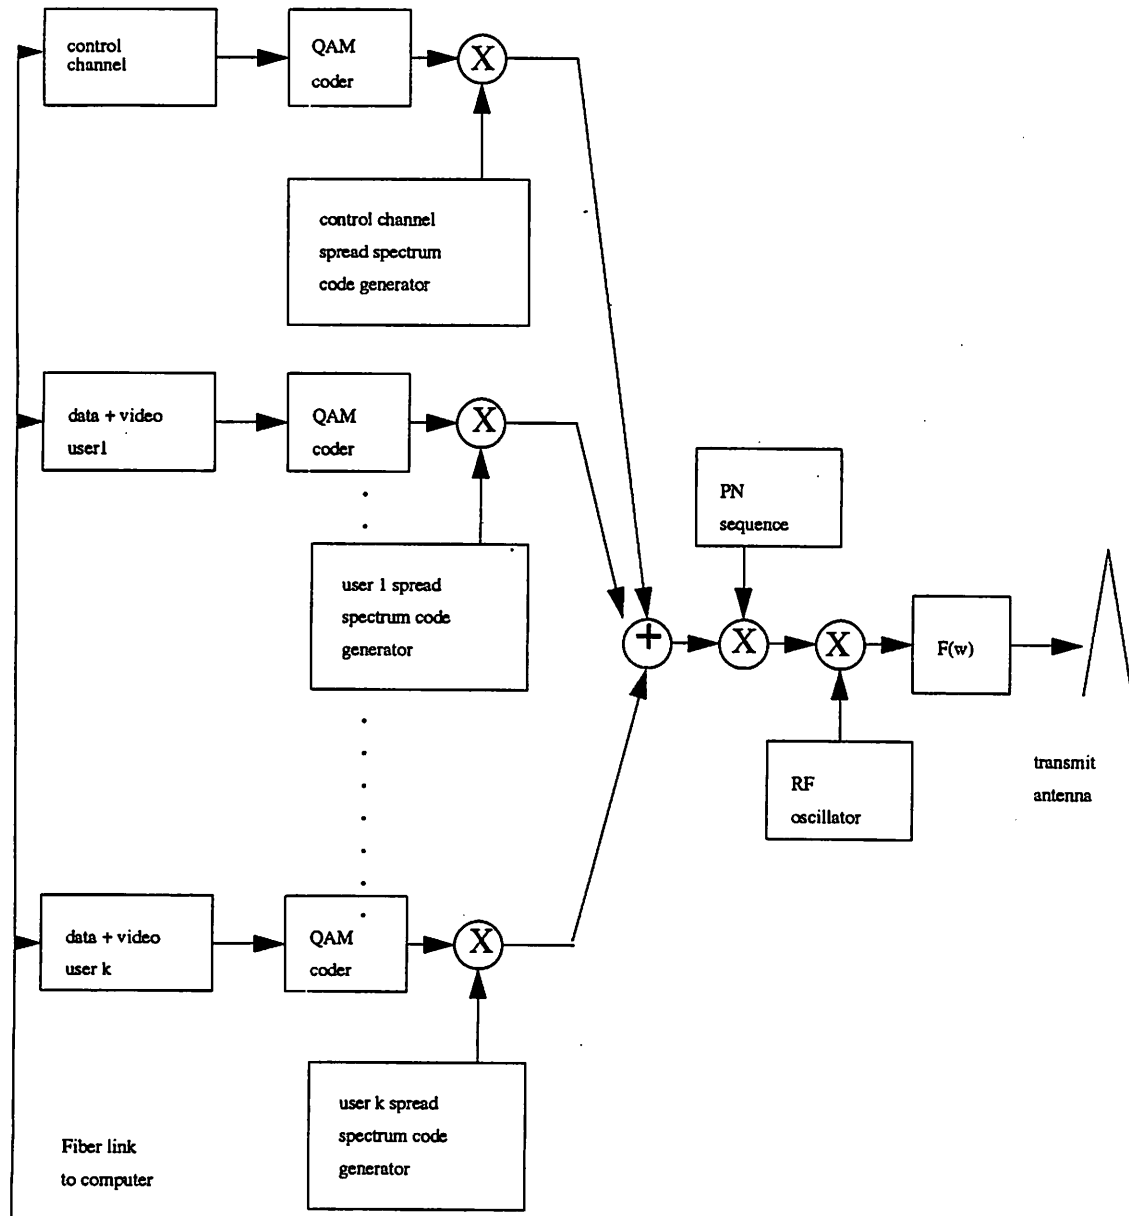 control
channel
QAM
coder
X
control channel
spread spectrum
code generator
data + video
user1
QAM
coder
X
user 1 spread
spectrum code
generator
PN
sequence
+
X
X
F(w)
RF
oscillator
transmit
antenna
data + video
user k
QAM
coder
X
user k spread
spectrum code
generator
Fiber link
to computer